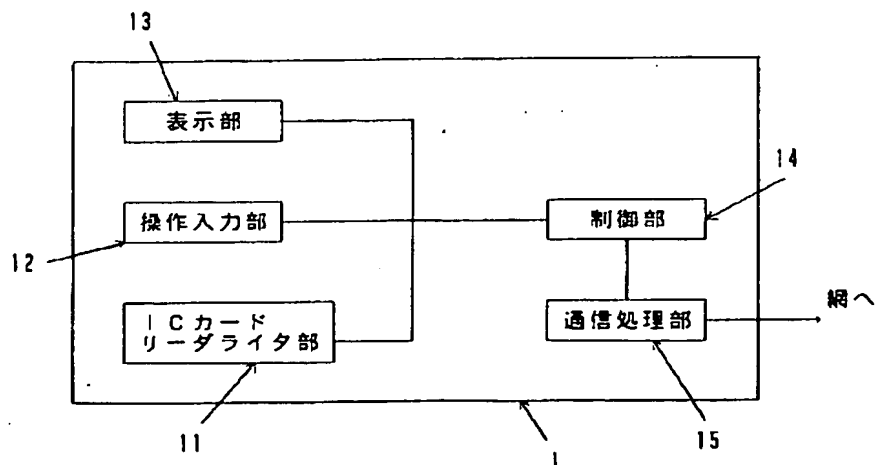 13
表示部
14
操作入力部
制御部
12
ICカード
リーダライタ部
通信処理部
網へ
11
1
15